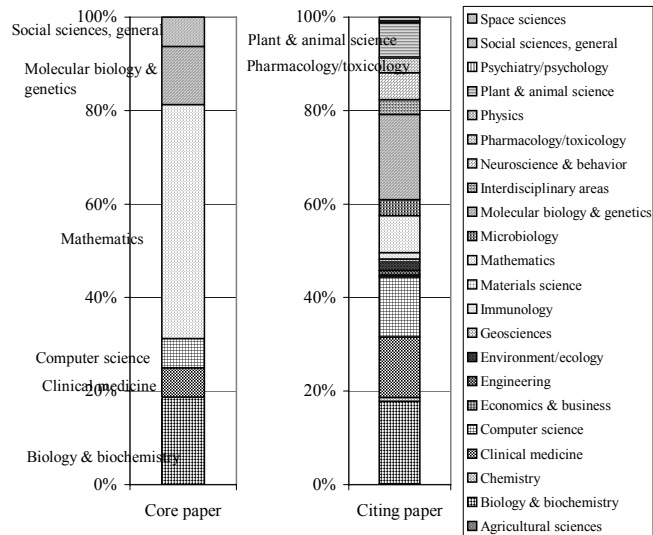 100%
80%
60%
40%
20%
0%
Social sciences, general
Molecular biology &
genetics
Mathematics
Computer science
Clinical medicine
Biology & biochemistry
Core paper
100%
80%
60%
40%
20%
0%
Plant & animal science
Pharmacology/toxicology
Citing paper
Space sciences
Social sciences, general
Psychiatry/psychology
Plant & animal science
Physics
Pharmacology/toxicology
Neuroscience & behavior
Interdisciplinary areas
Molecular biology & genetics
Microbiology
Mathematics
Materials science
Immunology
Geosciences
Environment/ecology
Engineering
Economics & business
Computer science
Clinical medicine
Chemistry
Biology & biochemistry
Agricultural sciences